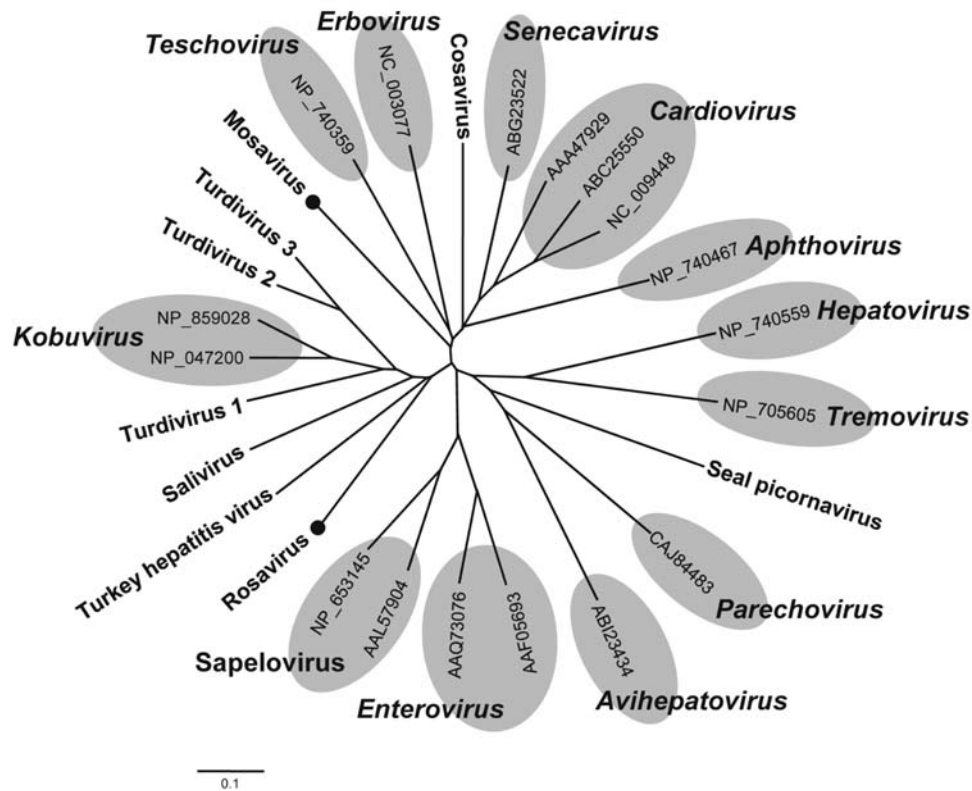 Teschovirus
NP_740359
Erbovirus
NC_003077
Cosavirus
Senecavirus
ABG23522
Cardiovirus
AAA47929
ABC25550
NC_009448
Aphthovirus
NP_740467
Hepatovirus
NP_740559
Tremovirus
NP_705605
Seal picornavirus
Parechovirus
CAJ84483
Avihepatovirus
ABI23434
Enterovirus
AAF05693
AAQ73076
Sapelovirus
AAL57904
NP_653145
Rosavirus
Turkey hepatitis virus
Salivirus
Turdivirus 1
Kobuvirus
NP_047200
NP_859028
Turdivirus 2
Turdivirus 3
Mosavirus
0.1